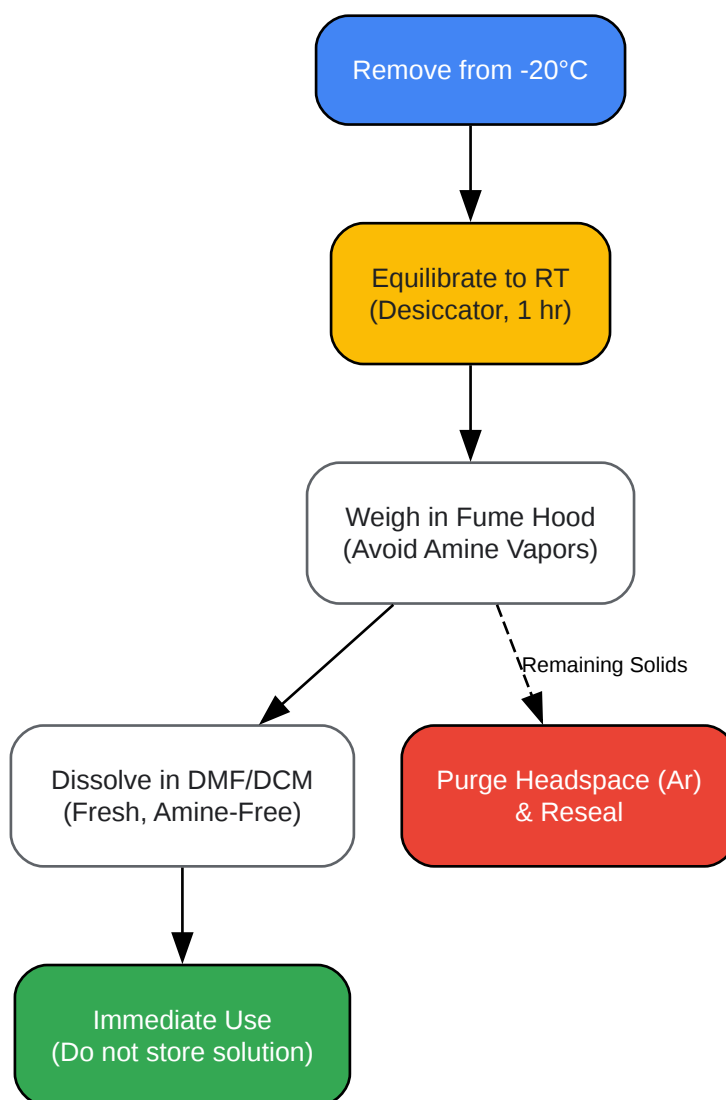 Remove from -20°C
Equilibrate to RT
(Desiccator, 1 hr)
Weigh in Fume Hood
(Avoid Amine Vapors)
Remaining Solids
Dissolve in DMF/DCM
(Fresh, Amine-Free)
Purge Headspace (Ar)
& Reseal
Immediate Use
(Do not store solution)